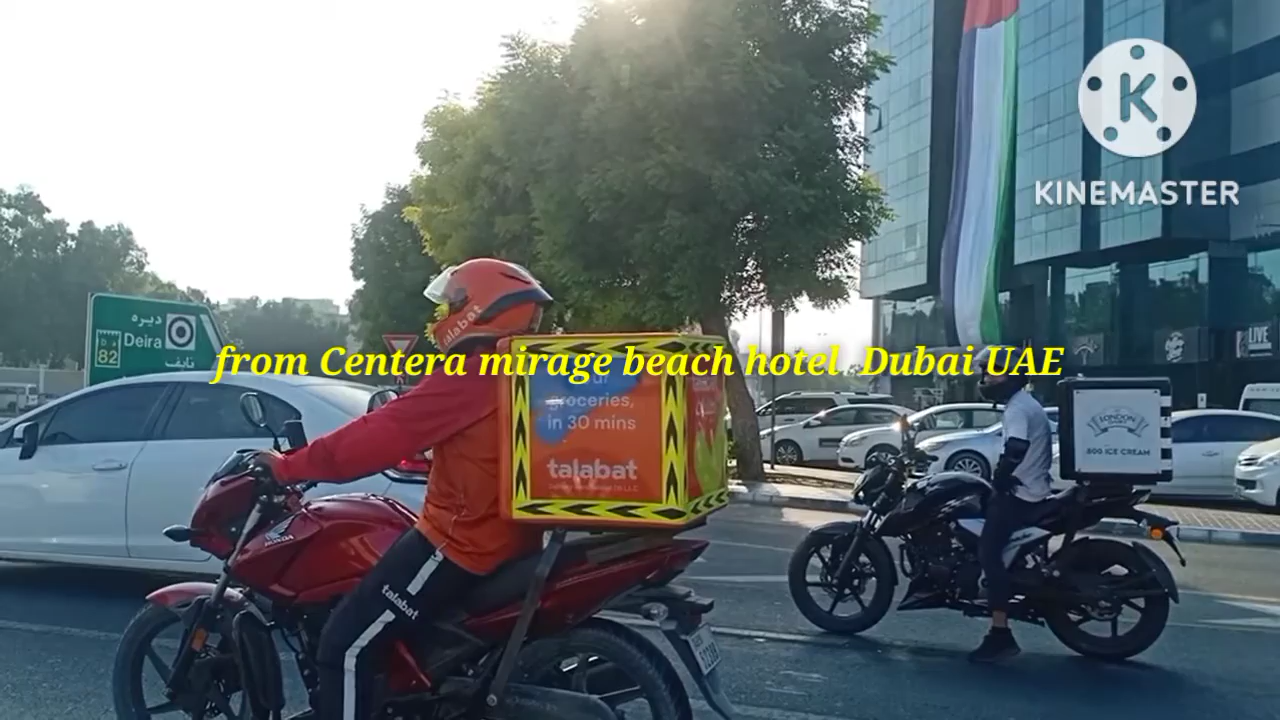 KINEMASTER
ديره
Deira
نايف
82
from Centera mirage beach hotel Dubai UAE
talabat
groceries,
in 30 mins
talabat
HONDA
talabat
LONDON
800 ICE CREAM
LIVE